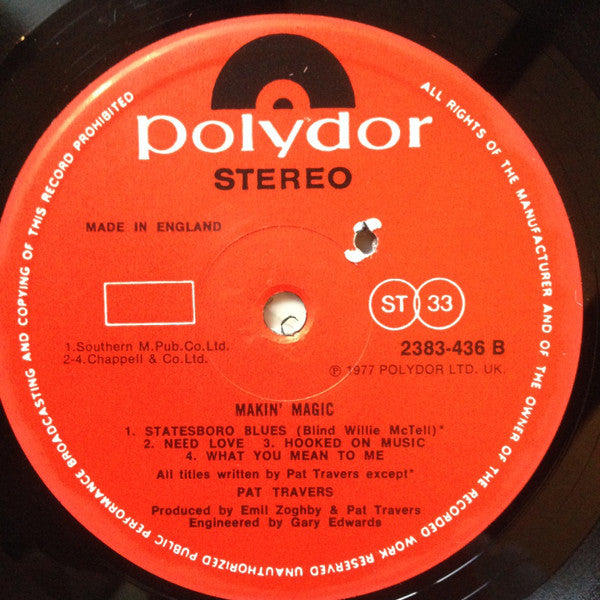 polydor
STEREO
MADE IN ENGLAND
ST 33
1.Southern M.Pub.Co.Ltd.
2-4.Chappell & Co.Ltd.
2383-436 B
℗ 1977 POLYDOR LTD. UK.
MAKIN' MAGIC
1. STATESBORO BLUES (Blind Willie McTell)*
2. NEED LOVE 3. HOOKED ON MUSIC
4. WHAT YOU MEAN TO ME
All titles written by Pat Travers except*
PAT TRAVERS
Produced by Emil Zoghby & Pat Travers
Engineered by Gary Edwards
ALL RIGHTS OF THE MANUFACTURER AND OF THE OWNER OF THE RECORDED WORK RESERVED UNAUTHORIZED PUBLIC PERFORMANCE BROADCASTING AND COPYING OF THIS RECORD PROHIBITED